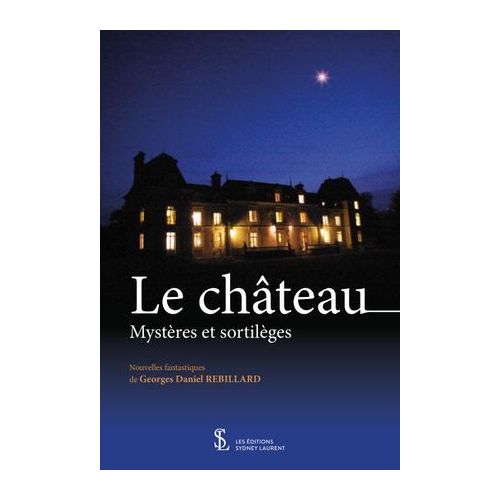 Le château
Mystères et sortilèges
Nouvelles fantastiques
de Georges Daniel REBILLARD
SL
LES ÉDITIONS
SYDNEY LAURENT